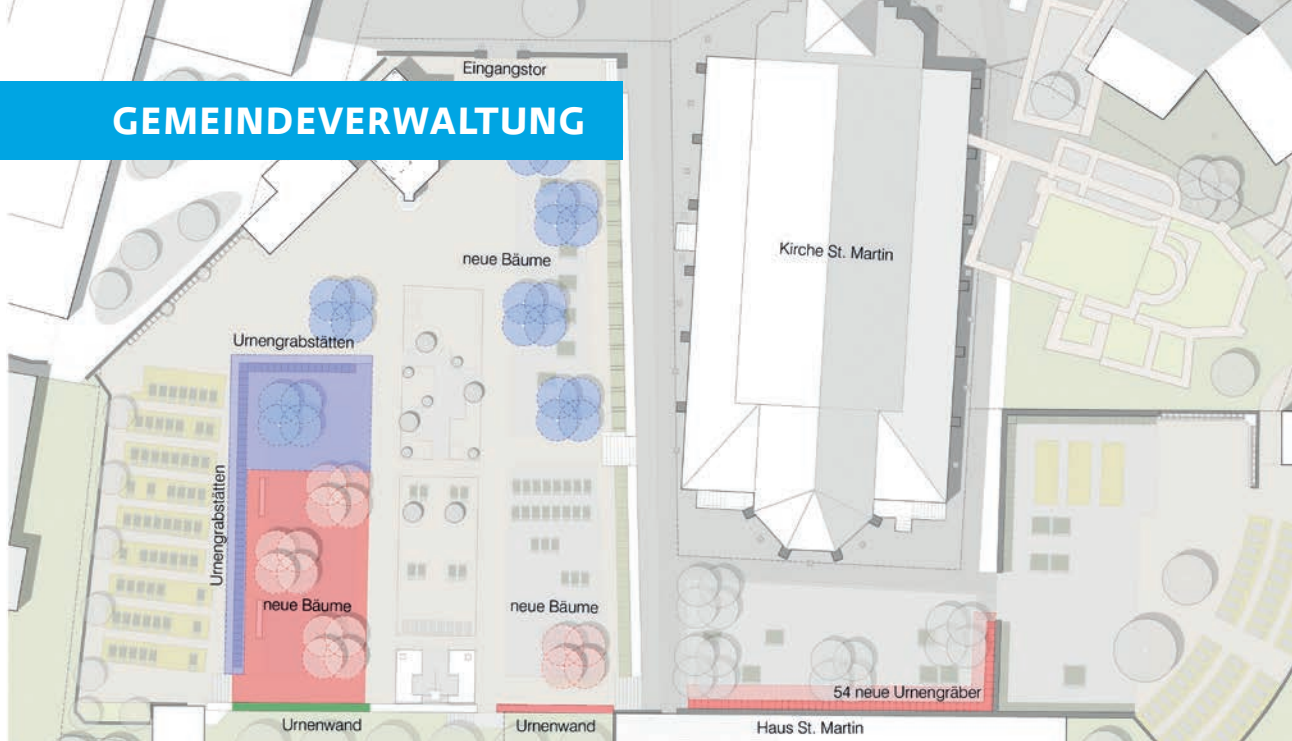 Eingangstor
GEMEINDEVERWALTUNG
neue Bäume
Kirche St. Martin
Urnengrabstätten
Urnengrabstätten
neue Bäume
neue Bäume
54 neue Urnengräber
Urnenwand
Urnenwand
Haus St. Martin